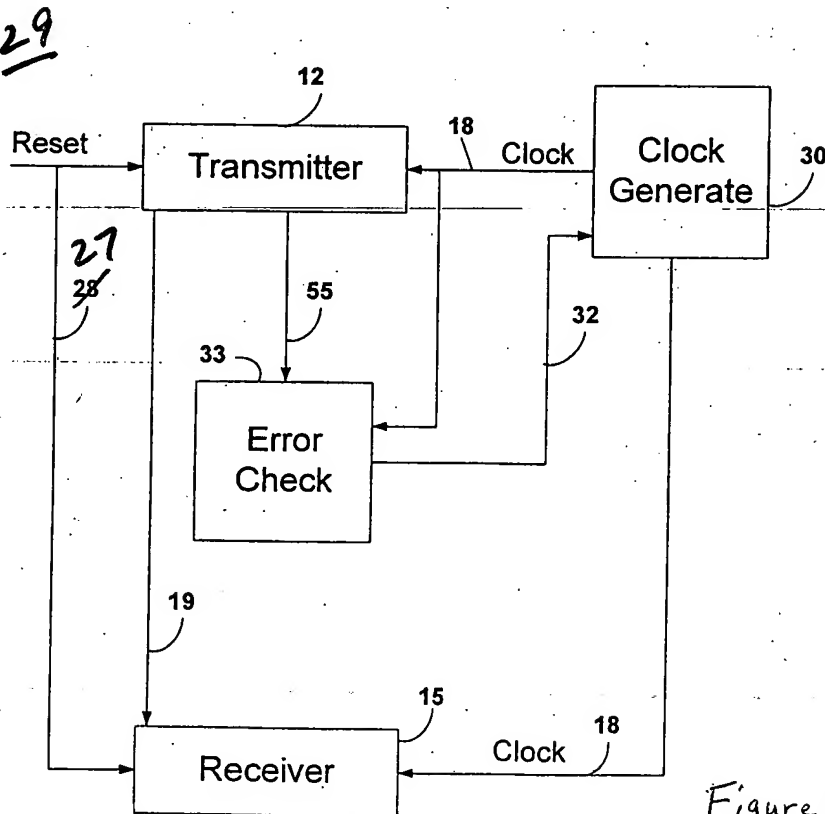 29
12
Reset
Transmitter
18
Clock
Clock
Generate
30
27
28
55
32
33
Error
Check
19
15
Receiver
Clock
18
Figure